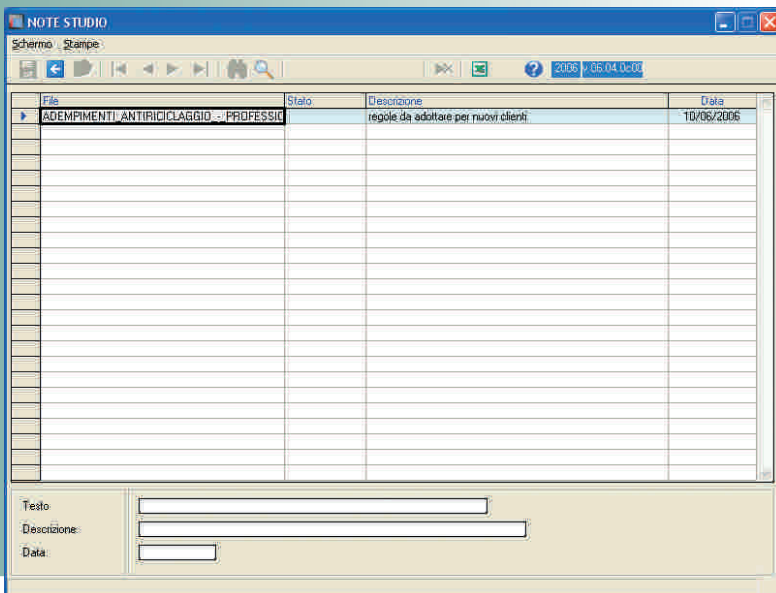 NOTE STUDIO
Schermo Stampe
2006 v.06.04.0c00
File Stato Descrizione Data
ADEMPIMENTI_ANTIRICICLAGGIO_-_PROFESSIO regole da adottare per nuovi clienti 10/06/2006
Testo
Descrizione
Data